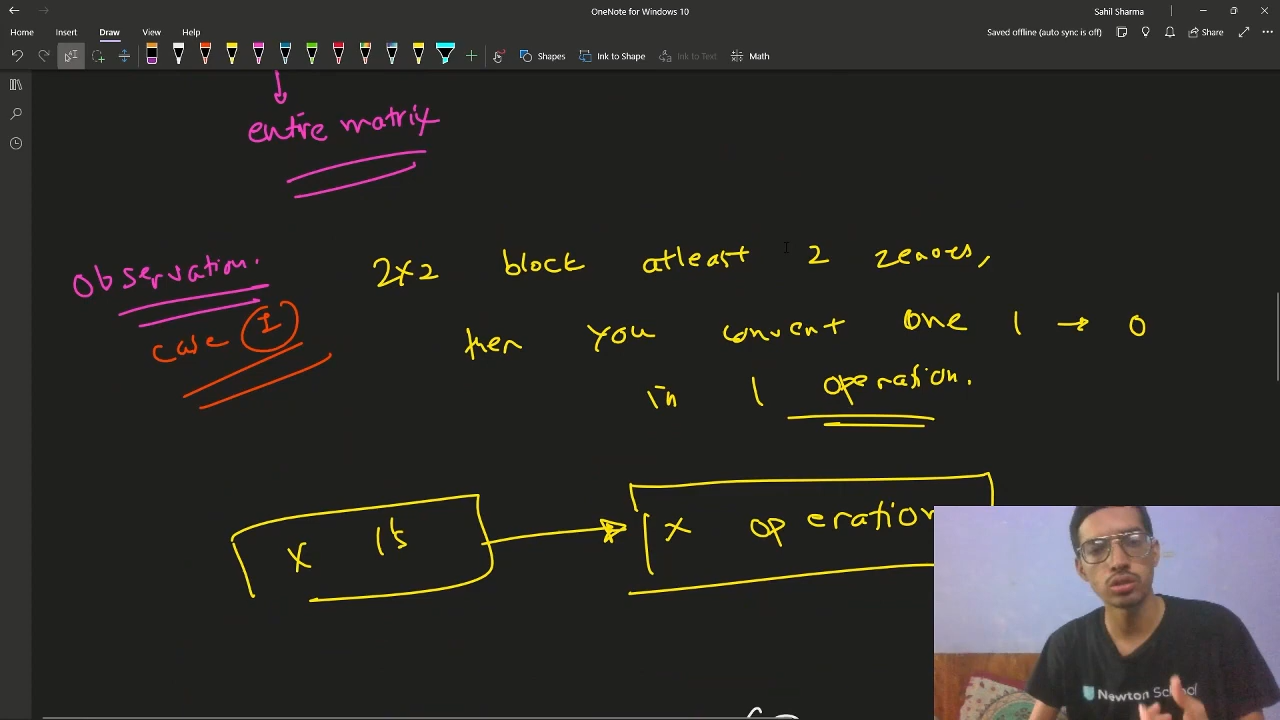 OneNote for Windows 10
Sahil Sharma
Home Insert Draw View Help
Saved offline (auto sync is off) Share
Shapes Ink to Shape Ink to Text Math
entire matrix
observation.
case I
2x2 block atleast 2 zeroes,
then you convert one 1 → 0
in 1 operation.
x 1s
x operation
Newton School